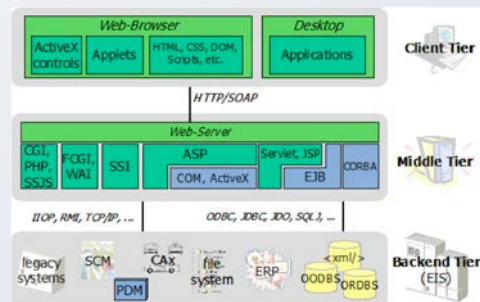 Web-Browser
Desktop
ActiveX
controls
Applets
HTML, CSS, DOM,
Scripts, etc.
Applications
Client Tier
HTTP/SOAP
Web-Server
CGI,
PHP,
SSJS
FCGI,
WAI
SSI
ASP
COM, ActiveX
Servlet, JSP
EJB
CORBA
Middle Tier
IIOP, RMI, TCP/IP, ...
ODBC, JDBC, JDO, SQLJ, ...
legacy
systems
SCM
PDM
CAx
file
system
ERP
<xml/>
OODBS
ORDBS
Backend Tier
(EIS)